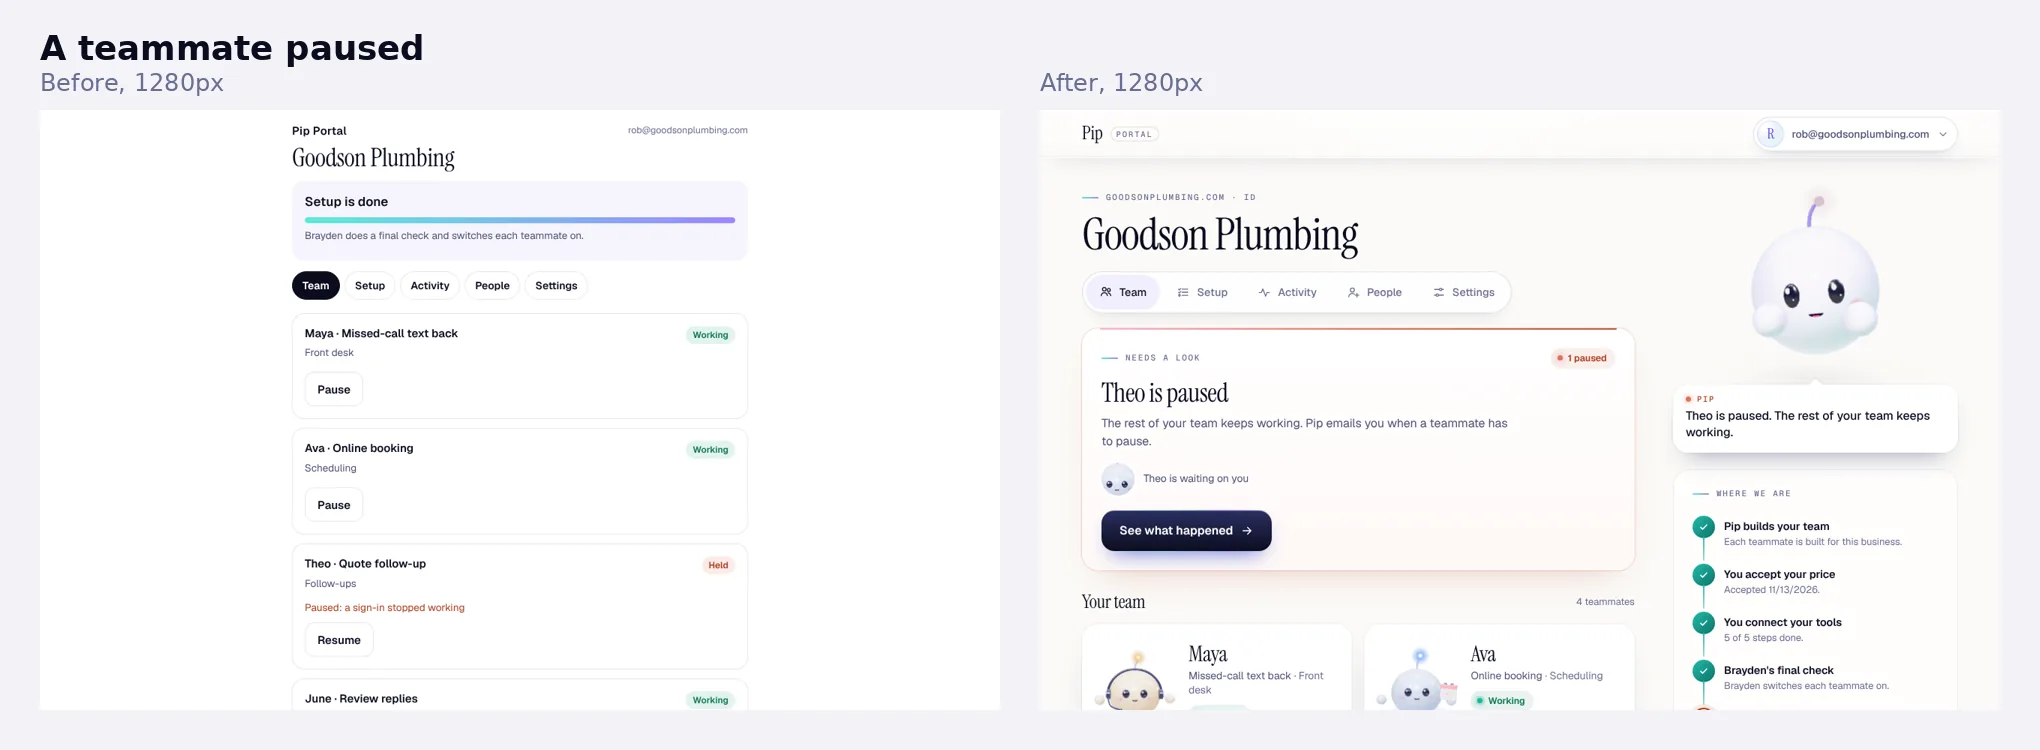 A teammate paused
Before, 1280px
Pip Portal
rob@goodsonplumbing.com
Goodson Plumbing
Setup is done
Brayden does a final check and switches each teammate on.
Team
Setup
Activity
People
Settings
Maya · Missed-call text back
Working
Front desk
Pause
Ava · Online booking
Working
Scheduling
Pause
Theo · Quote follow-up
Held
Follow-ups
Paused: a sign-in stopped working
Resume
June · Review replies
Working
After, 1280px
Pip
PORTAL
R
rob@goodsonplumbing.com
GOODSONPLUMBING.COM · ID
Goodson Plumbing
Team
Setup
Activity
People
Settings
NEEDS A LOOK
1 paused
Theo is paused
The rest of your team keeps working. Pip emails you when a teammate has
to pause.
Theo is waiting on you
See what happened →
Your team
4 teammates
Maya
Missed-call text back · Front
desk
Ava
Online booking · Scheduling
Working
PIP
Theo is paused. The rest of your team keeps
working.
WHERE WE ARE
Pip builds your team
Each teammate is built for this business.
You accept your price
Accepted 11/13/2026.
You connect your tools
5 of 5 steps done.
Brayden's final check
Brayden switches each teammate on.